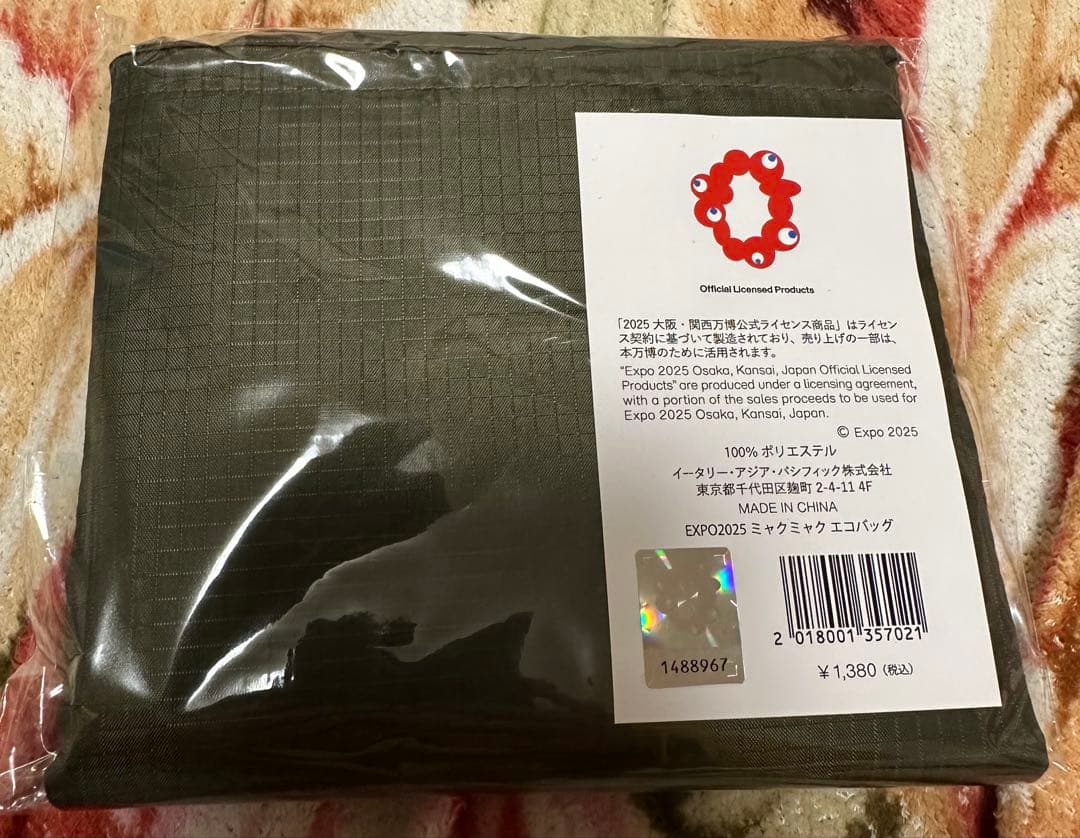 Official Licensed Products
「2025 大阪・関西万博公式ライセンス商品」はライセン
ス契約に基づいて製造されており、売り上げの一部は、
本万博のために活用されます。
"Expo 2025 Osaka, Kansai, Japan Official Licensed
Products" are produced under a licensing agreement,
with a portion of the sales proceeds to be used for
Expo 2025 Osaka, Kansai, Japan.
© Expo 2025
100% ポリエステル
イータリー・アジア・パシフィック株式会社
東京都千代田区麹町 2-4-11 4F
MADE IN CHINA
EXPO2025 ミャクミャク エコバッグ
1488967
2 018001 357021
¥1,380 (税込)